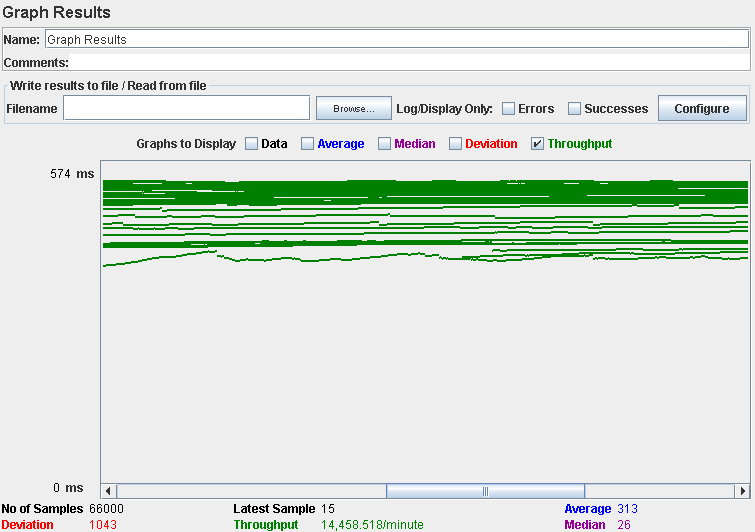 Graph Results
Name: Graph Results
Comments:
Write results to file / Read from file
Filename Browse... Log/Display Only: Errors Successes Configure
Graphs to Display Data Average Median Deviation Throughput
574 ms
0 ms
No of Samples 66000 Latest Sample 15 Average 313
Deviation 1043 Throughput 14,458.518/minute Median 26